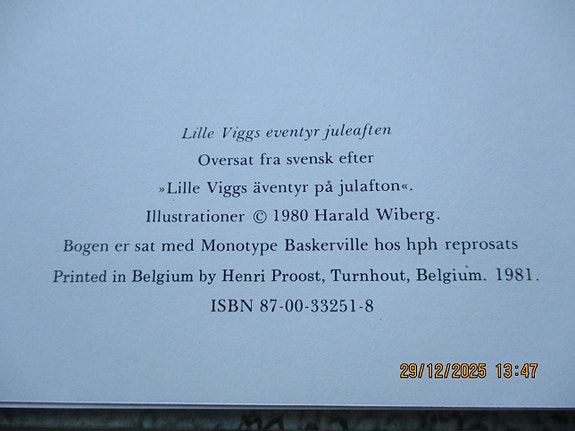 Lille Viggs eventyr juleaften
Oversat fra svensk efter
»Lille Viggs äventyr på julafton«.
Illustrationer © 1980 Harald Wiberg.
Bogen er sat med Monotype Baskerville hos hph reprosats
Printed in Belgium by Henri Proost, Turnhout, Belgium. 1981.
ISBN 87-00-33251-8
29/12/2025 13:47